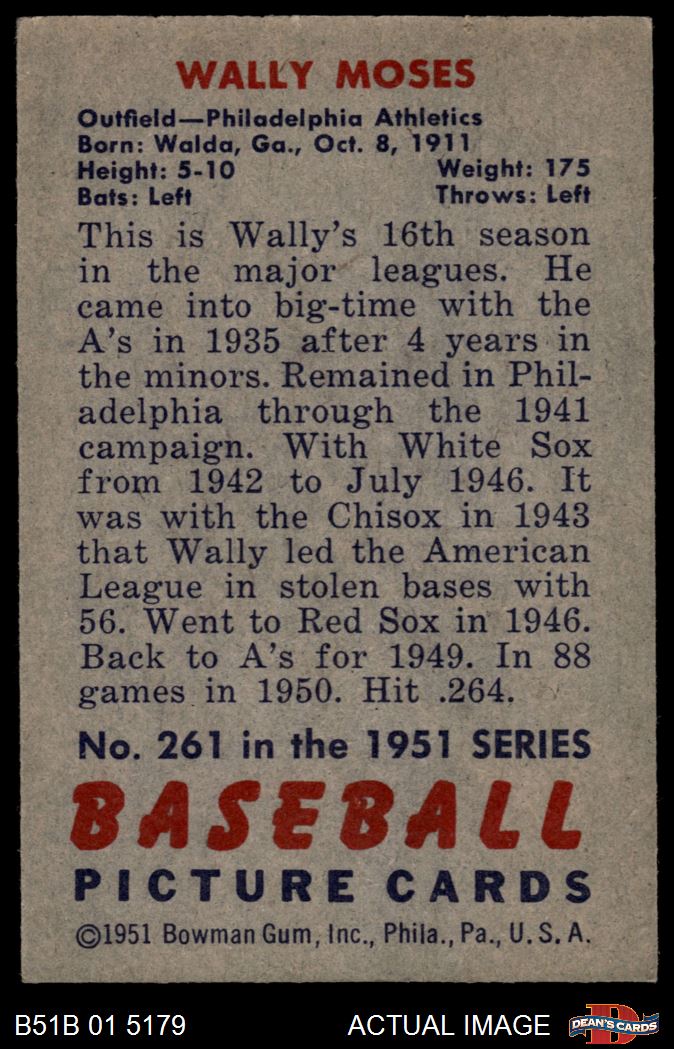 WALLY MOSES
Outfield—Philadelphia Athletics
Born: Walda, Ga., Oct. 8, 1911
Height: 5-10 Weight: 175
Bats: Left Throws: Left
This is Wally's 16th season
in the major leagues. He
came into big-time with the
A's in 1935 after 4 years in
the minors. Remained in Phil-
adelphia through the 1941
campaign. With White Sox
from 1942 to July 1946. It
was with the Chisox in 1943
that Wally led the American
League in stolen bases with
56. Went to Red Sox in 1946.
Back to A's for 1949. In 88
games in 1950. Hit .264.
No. 261 in the 1951 SERIES
BASEBALL
PICTURE CARDS
©1951 Bowman Gum, Inc., Phila., Pa., U. S. A.
B51B 01 5179 ACTUAL IMAGE
D
DEAN'S CARDS